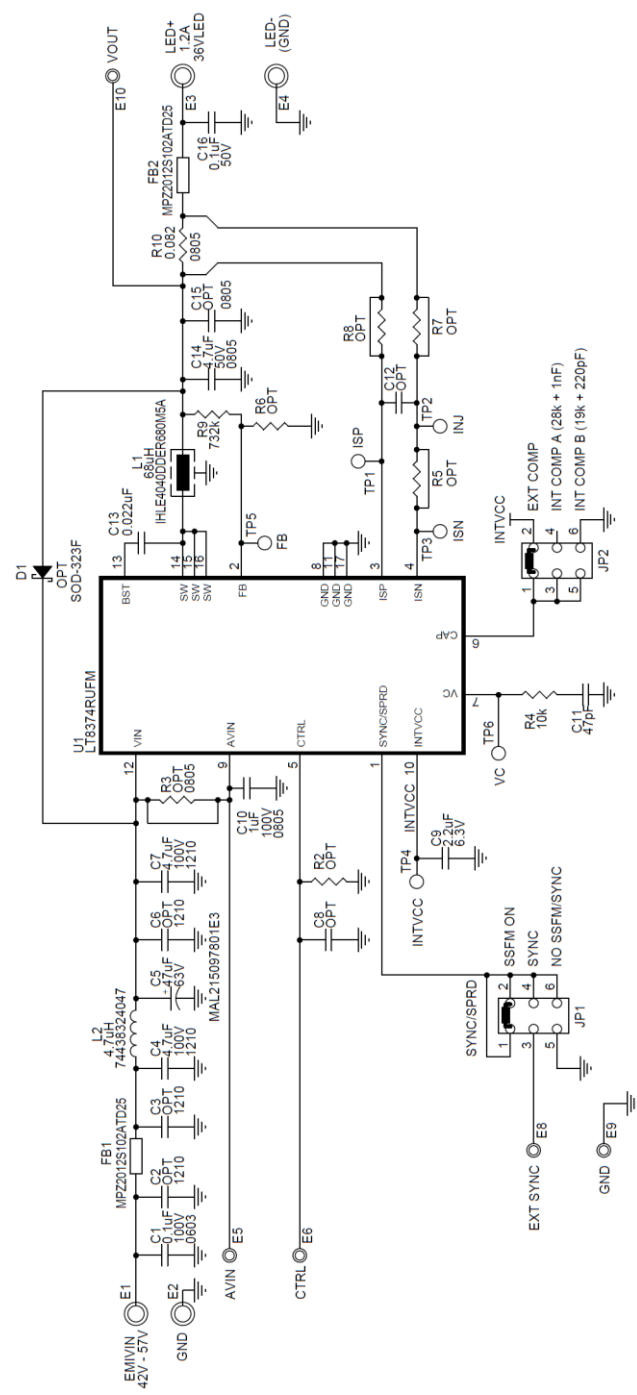 EMIVIN
42V - 57V
E1
GND
E2
C1
0.1uF
100V
0603
C2
OPT
1210
FB1
MPZ2012S102ATD25
C3
OPT
1210
C4
4.7uF
100V
1210
L2
4.7uH
74438324047
+
C5
47uF
63V
MAL215097801E3
C6
OPT
1210
C7
4.7uF
100V
1210
R3
OPT
0805
AVIN
E5
C10
1uF
100V
0805
CTRL
E6
C8
OPT
R2
OPT
D1
OPT
SOD-323F
U1
LT8374RUFM
12
VIN
9
AVIN
5
CTRL
1
SYNC/SPRD
10
INTVCC
INTVCC
7
VC
6
CAP
13
BST
14
15
16
SW
SW
SW
2
FB
8
11
17
GND
GND
GND
3
ISP
4
ISN
C13
0.022uF
L1
68uH
IHLE4040DDER680M5A
TP5
FB
R9
732k
R6
OPT
C14
4.7uF
50V
0805
C15
OPT
0805
R10
0.082
0805
FB2
MPZ2012S102ATD25
C16
0.1uF
50V
E10
VOUT
E3
LED+
1.2A
36VLED
E4
LED-
(GND)
TP1
ISP
TP3
ISN
R5
OPT
TP2
INJ
C12
OPT
R8
OPT
R7
OPT
INTVCC
TP4
C9
2.2uF
6.3V
VC
TP6
R4
10k
C11
47pF
INTVCC
1
2
EXT COMP
3
4
INT COMP A (28k + 1nF)
5
6
INT COMP B (19k + 220pF)
JP2
SYNC/SPRD
1
2
SSFM ON
3
4
SYNC
5
6
NO SSFM/SYNC
JP1
EXT SYNC
E8
GND
E9